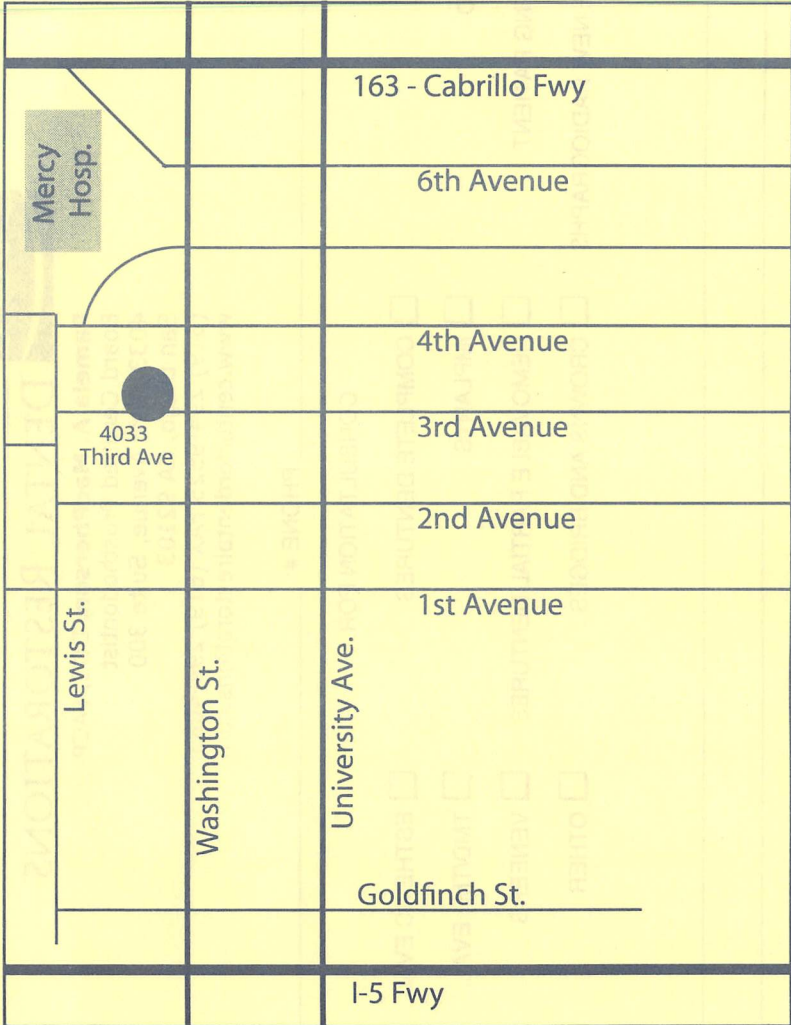 163 - Cabrillo Fwy
Mercy
Hosp.
6th Avenue
4th Avenue
4033
Third Ave
3rd Avenue
2nd Avenue
1st Avenue
Lewis St.
Washington St.
University Ave.
Goldfinch St.
I-5 Fwy